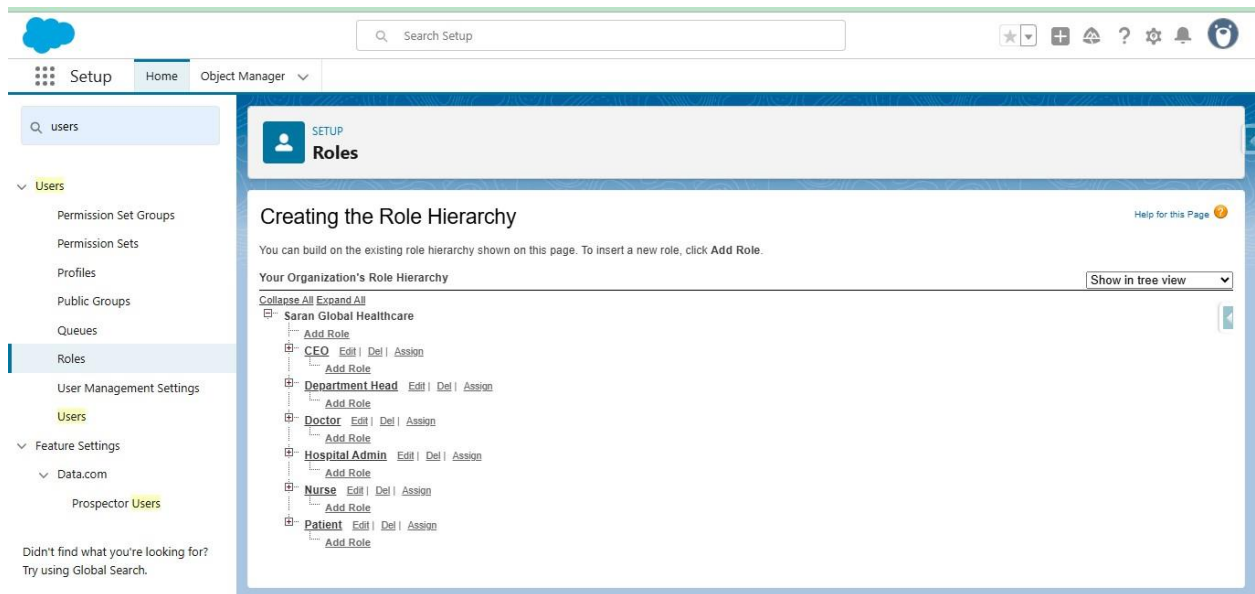 Search Setup
Setup Home Object Manager
users
SETUP
Roles
Users
Permission Set Groups
Permission Sets
Profiles
Public Groups
Queues
Roles
User Management Settings
Users
Feature Settings
Data.com
Prospector Users
Didn't find what you're looking for?
Try using Global Search.
Creating the Role Hierarchy
Help for this Page ?
You can build on the existing role hierarchy shown on this page. To insert a new role, click Add Role.
Your Organization's Role Hierarchy
Show in tree view
Collapse All Expand All
Saran Global Healthcare
Add Role
CEO Edit | Del | Assign
Add Role
Department Head Edit | Del | Assign
Add Role
Doctor Edit | Del | Assign
Add Role
Hospital Admin Edit | Del | Assign
Add Role
Nurse Edit | Del | Assign
Add Role
Patient Edit | Del | Assign
Add Role